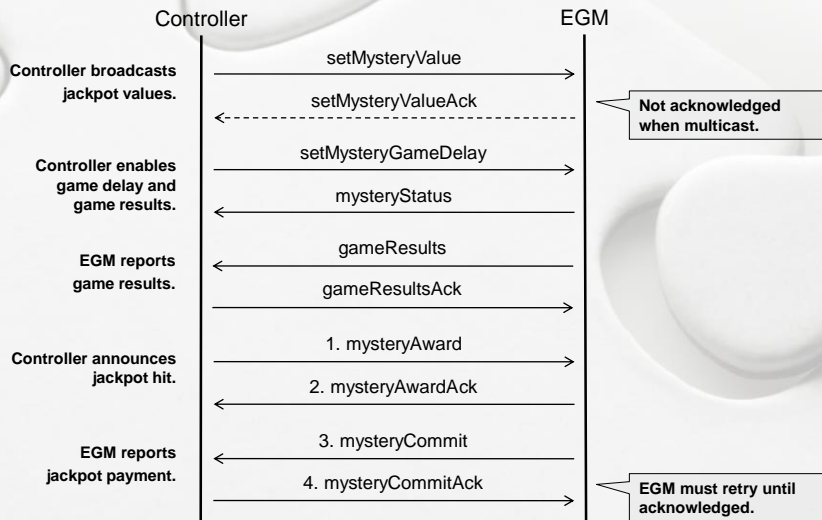 Controller
EGM
setMysteryValue
Controller broadcasts
jackpot values.
setMysteryValueAck
Not acknowledged
when multicast.
setMysteryGameDelay
Controller enables
game delay and
game results.
mysteryStatus
gameResults
EGM reports
game results.
gameResultsAck
1. mysteryAward
Controller announces
jackpot hit.
2. mysteryAwardAck
3. mysteryCommit
EGM reports
jackpot payment.
4. mysteryCommitAck
EGM must retry until
acknowledged.